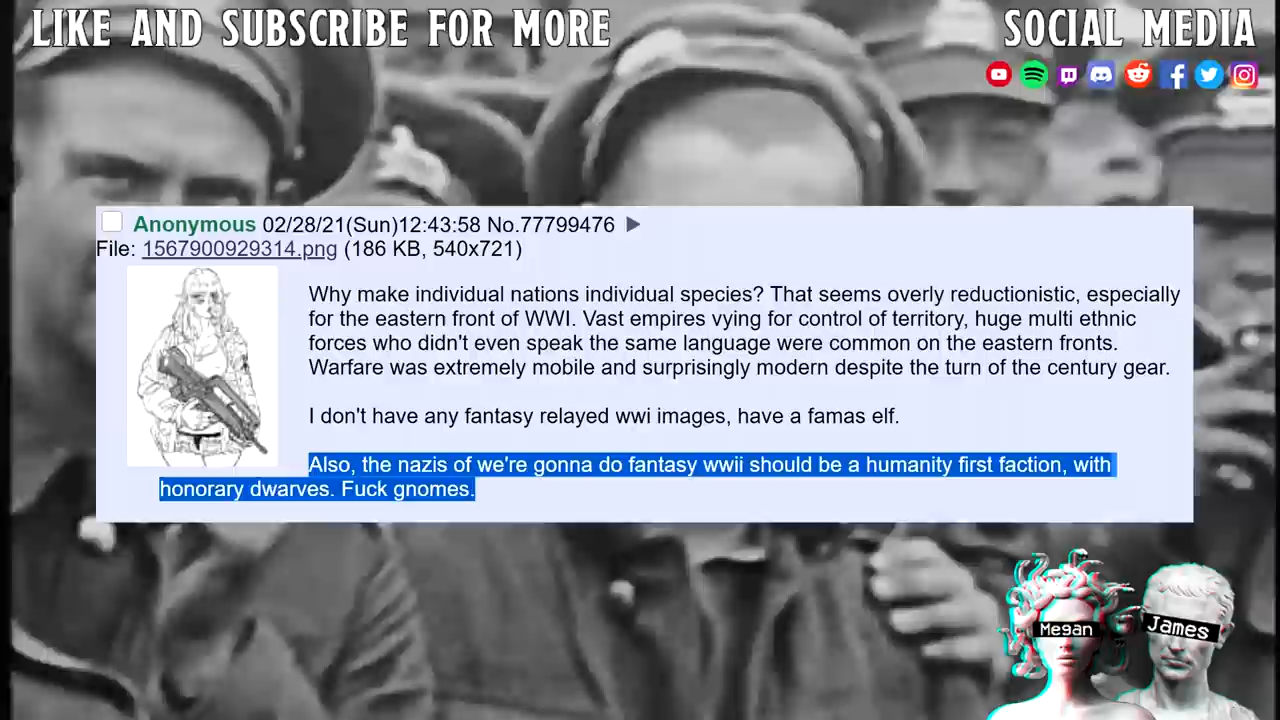 LIKE AND SUBSCRIBE FOR MORE
SOCIAL MEDIA
Anonymous 02/28/21(Sun)12:43:58 No.77799476
File: 1567900929314.png (186 KB, 540x721)
Why make individual nations individual species? That seems overly reductionistic, especially
for the eastern front of WWI. Vast empires vying for control of territory, huge multi ethnic
forces who didn't even speak the same language were common on the eastern fronts.
Warfare was extremely mobile and surprisingly modern despite the turn of the century gear.
I don't have any fantasy relayed wwi images, have a famas elf.
Also, the nazis of we're gonna do fantasy wwii should be a humanity first faction, with
honorary dwarves. Fuck gnomes.
Megan
James